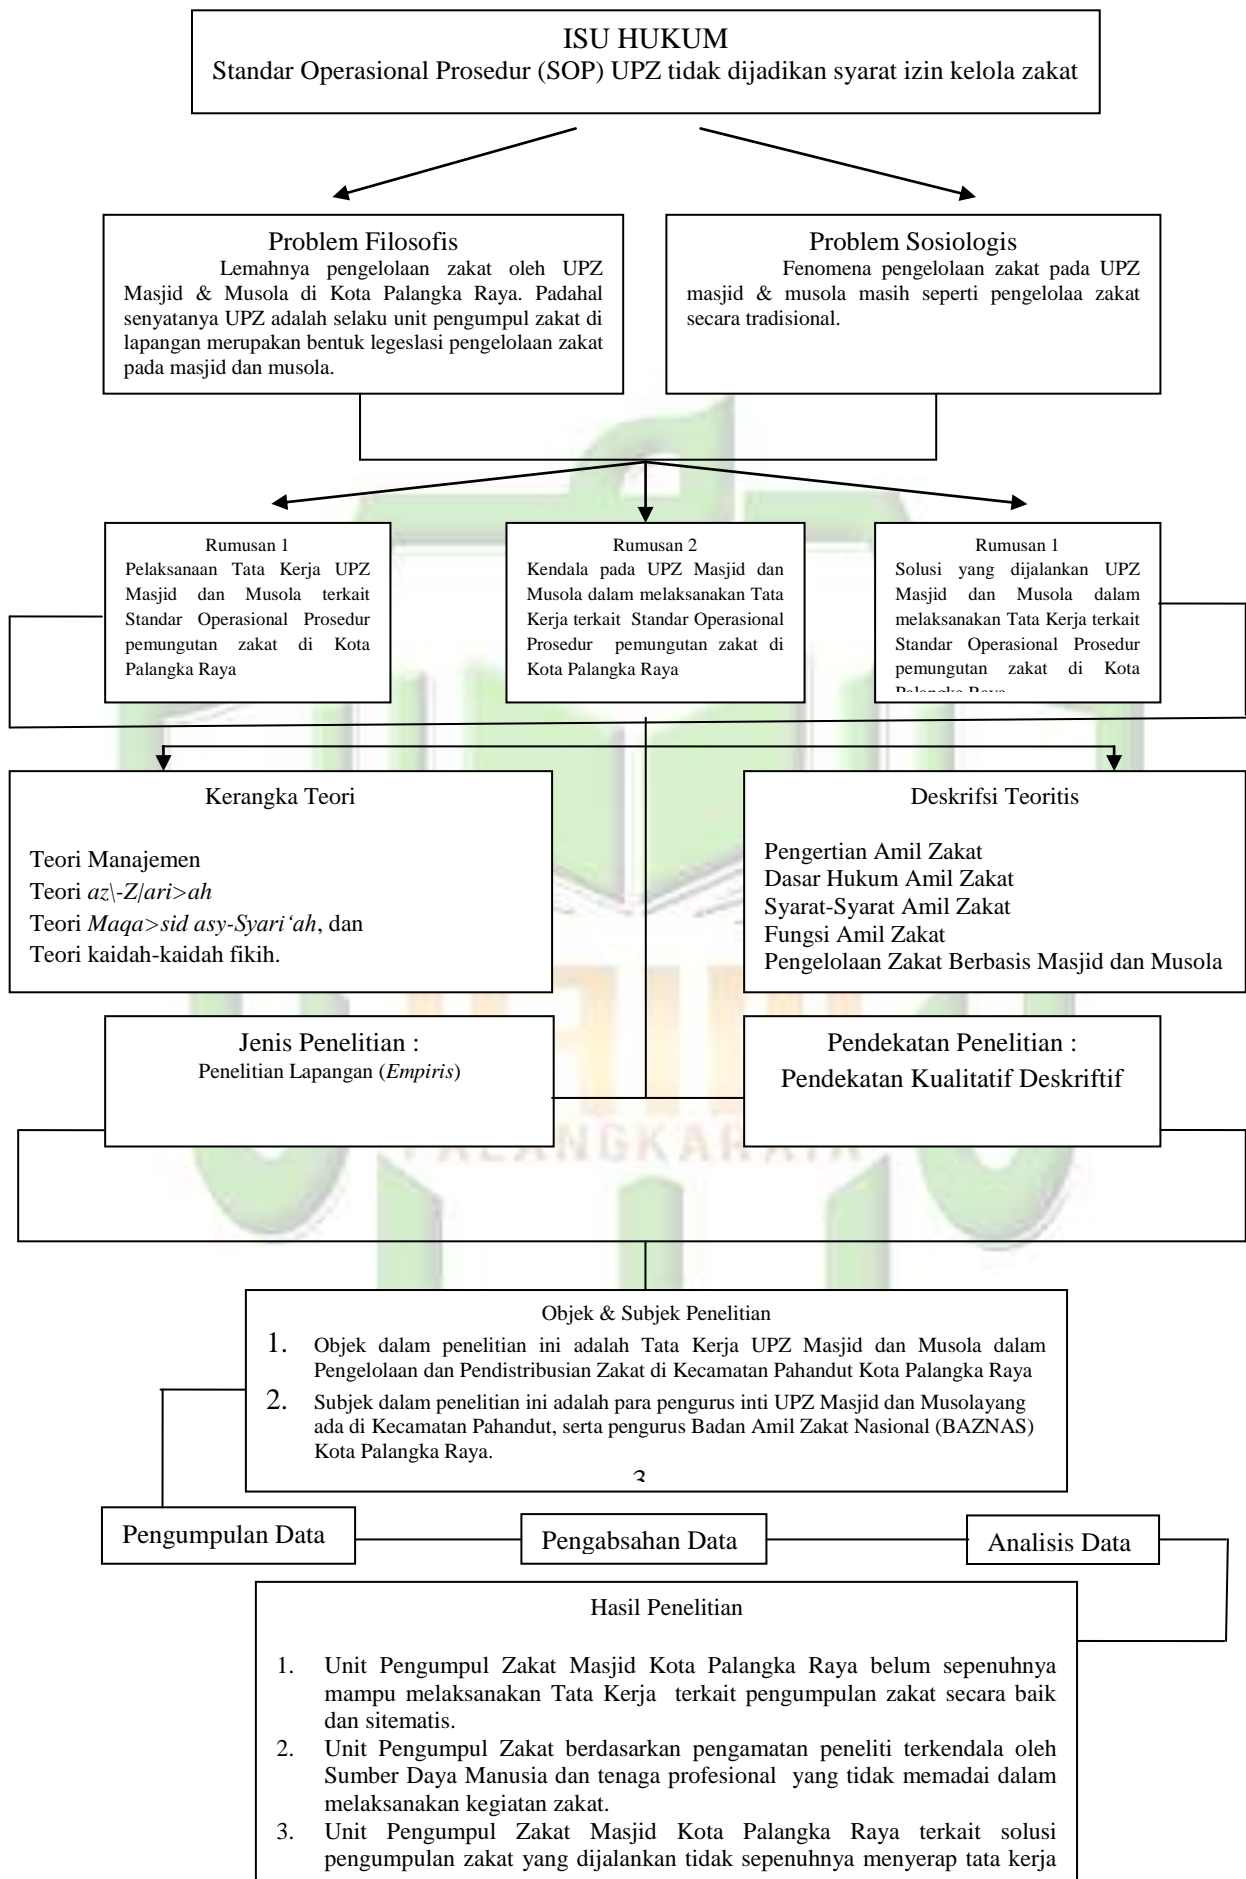 ISU HUKUM
Standar Operasional Prosedur (SOP) UPZ tidak dijadikan syarat izin kelola zakat
Problem Filosofis
Lemahnya pengelolaan zakat oleh UPZ
Masjid & Musola di Kota Palangka Raya. Padahal
senyatanya UPZ adalah selaku unit pengumpul zakat di
lapangan merupakan bentuk legeslasi pengelolaan zakat
pada masjid dan musola.
Problem Sosiologis
Fenomena pengelolaan zakat pada UPZ
masjid & musola masih seperti pengelolaa zakat
secara tradisional.
Rumusan 1
Pelaksanaan Tata Kerja UPZ
Masjid dan Musola terkait
Standar Operasional Prosedur
pemungutan zakat di Kota
Palangka Raya
Rumusan 2
Kendala pada UPZ Masjid dan
Musola dalam melaksanakan Tata
Kerja terkait Standar Operasional
Prosedur pemungutan zakat di
Kota Palangka Raya
Rumusan 1
Solusi yang dijalankan UPZ
Masjid dan Musola dalam
melaksanakan Tata Kerja terkait
Standar Operasional Prosedur
pemungutan zakat di Kota
Palangka Raya
Kerangka Teori
Teori Manajemen
Teori az\-Z|ari>ah
Teori Maqa>sid asy-Syari‘ah, dan
Teori kaidah-kaidah fikih.
Deskrifsi Teoritis
Pengertian Amil Zakat
Dasar Hukum Amil Zakat
Syarat-Syarat Amil Zakat
Fungsi Amil Zakat
Pengelolaan Zakat Berbasis Masjid dan Musola
Jenis Penelitian :
Penelitian Lapangan (Empiris)
Pendekatan Penelitian :
Pendekatan Kualitatif Deskriftif
PALANGKARAYA
Objek & Subjek Penelitian
1. Objek dalam penelitian ini adalah Tata Kerja UPZ Masjid dan Musola dalam
Pengelolaan dan Pendistribusian Zakat di Kecamatan Pahandut Kota Palangka Raya
2. Subjek dalam penelitian ini adalah para pengurus inti UPZ Masjid dan Musolayang
ada di Kecamatan Pahandut, serta pengurus Badan Amil Zakat Nasional (BAZNAS)
Kota Palangka Raya.
3
Pengumpulan Data
Pengabsahan Data
Analisis Data
Hasil Penelitian
1. Unit Pengumpul Zakat Masjid Kota Palangka Raya belum sepenuhnya
mampu melaksanakan Tata Kerja terkait pengumpulan zakat secara baik
dan sitematis.
2. Unit Pengumpul Zakat berdasarkan pengamatan peneliti terkendala oleh
Sumber Daya Manusia dan tenaga profesional yang tidak memadai dalam
melaksanakan kegiatan zakat.
3. Unit Pengumpul Zakat Masjid Kota Palangka Raya terkait solusi
pengumpulan zakat yang dijalankan tidak sepenuhnya menyerap tata kerja